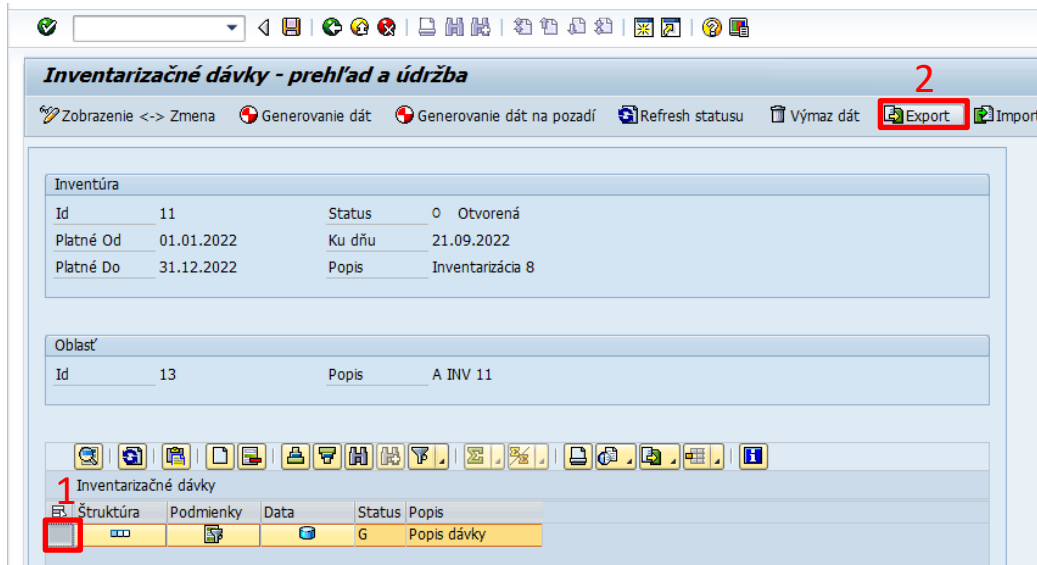 Inventarizačné dávky - prehľad a údržba
2
Zobrazenie <-> Zmena Generovanie dát Generovanie dát na pozadí Refresh statusu Výmaz dát Export Import
Inventúra
Id 11 Status O Otvorená
Platné Od 01.01.2022 Ku dňu 21.09.2022
Platné Do 31.12.2022 Popis Inventarizácia 8
Oblasť
Id 13 Popis A INV 11
1 Inventarizačné dávky
Štruktúra Podmienky Data Status Popis
G Popis dávky